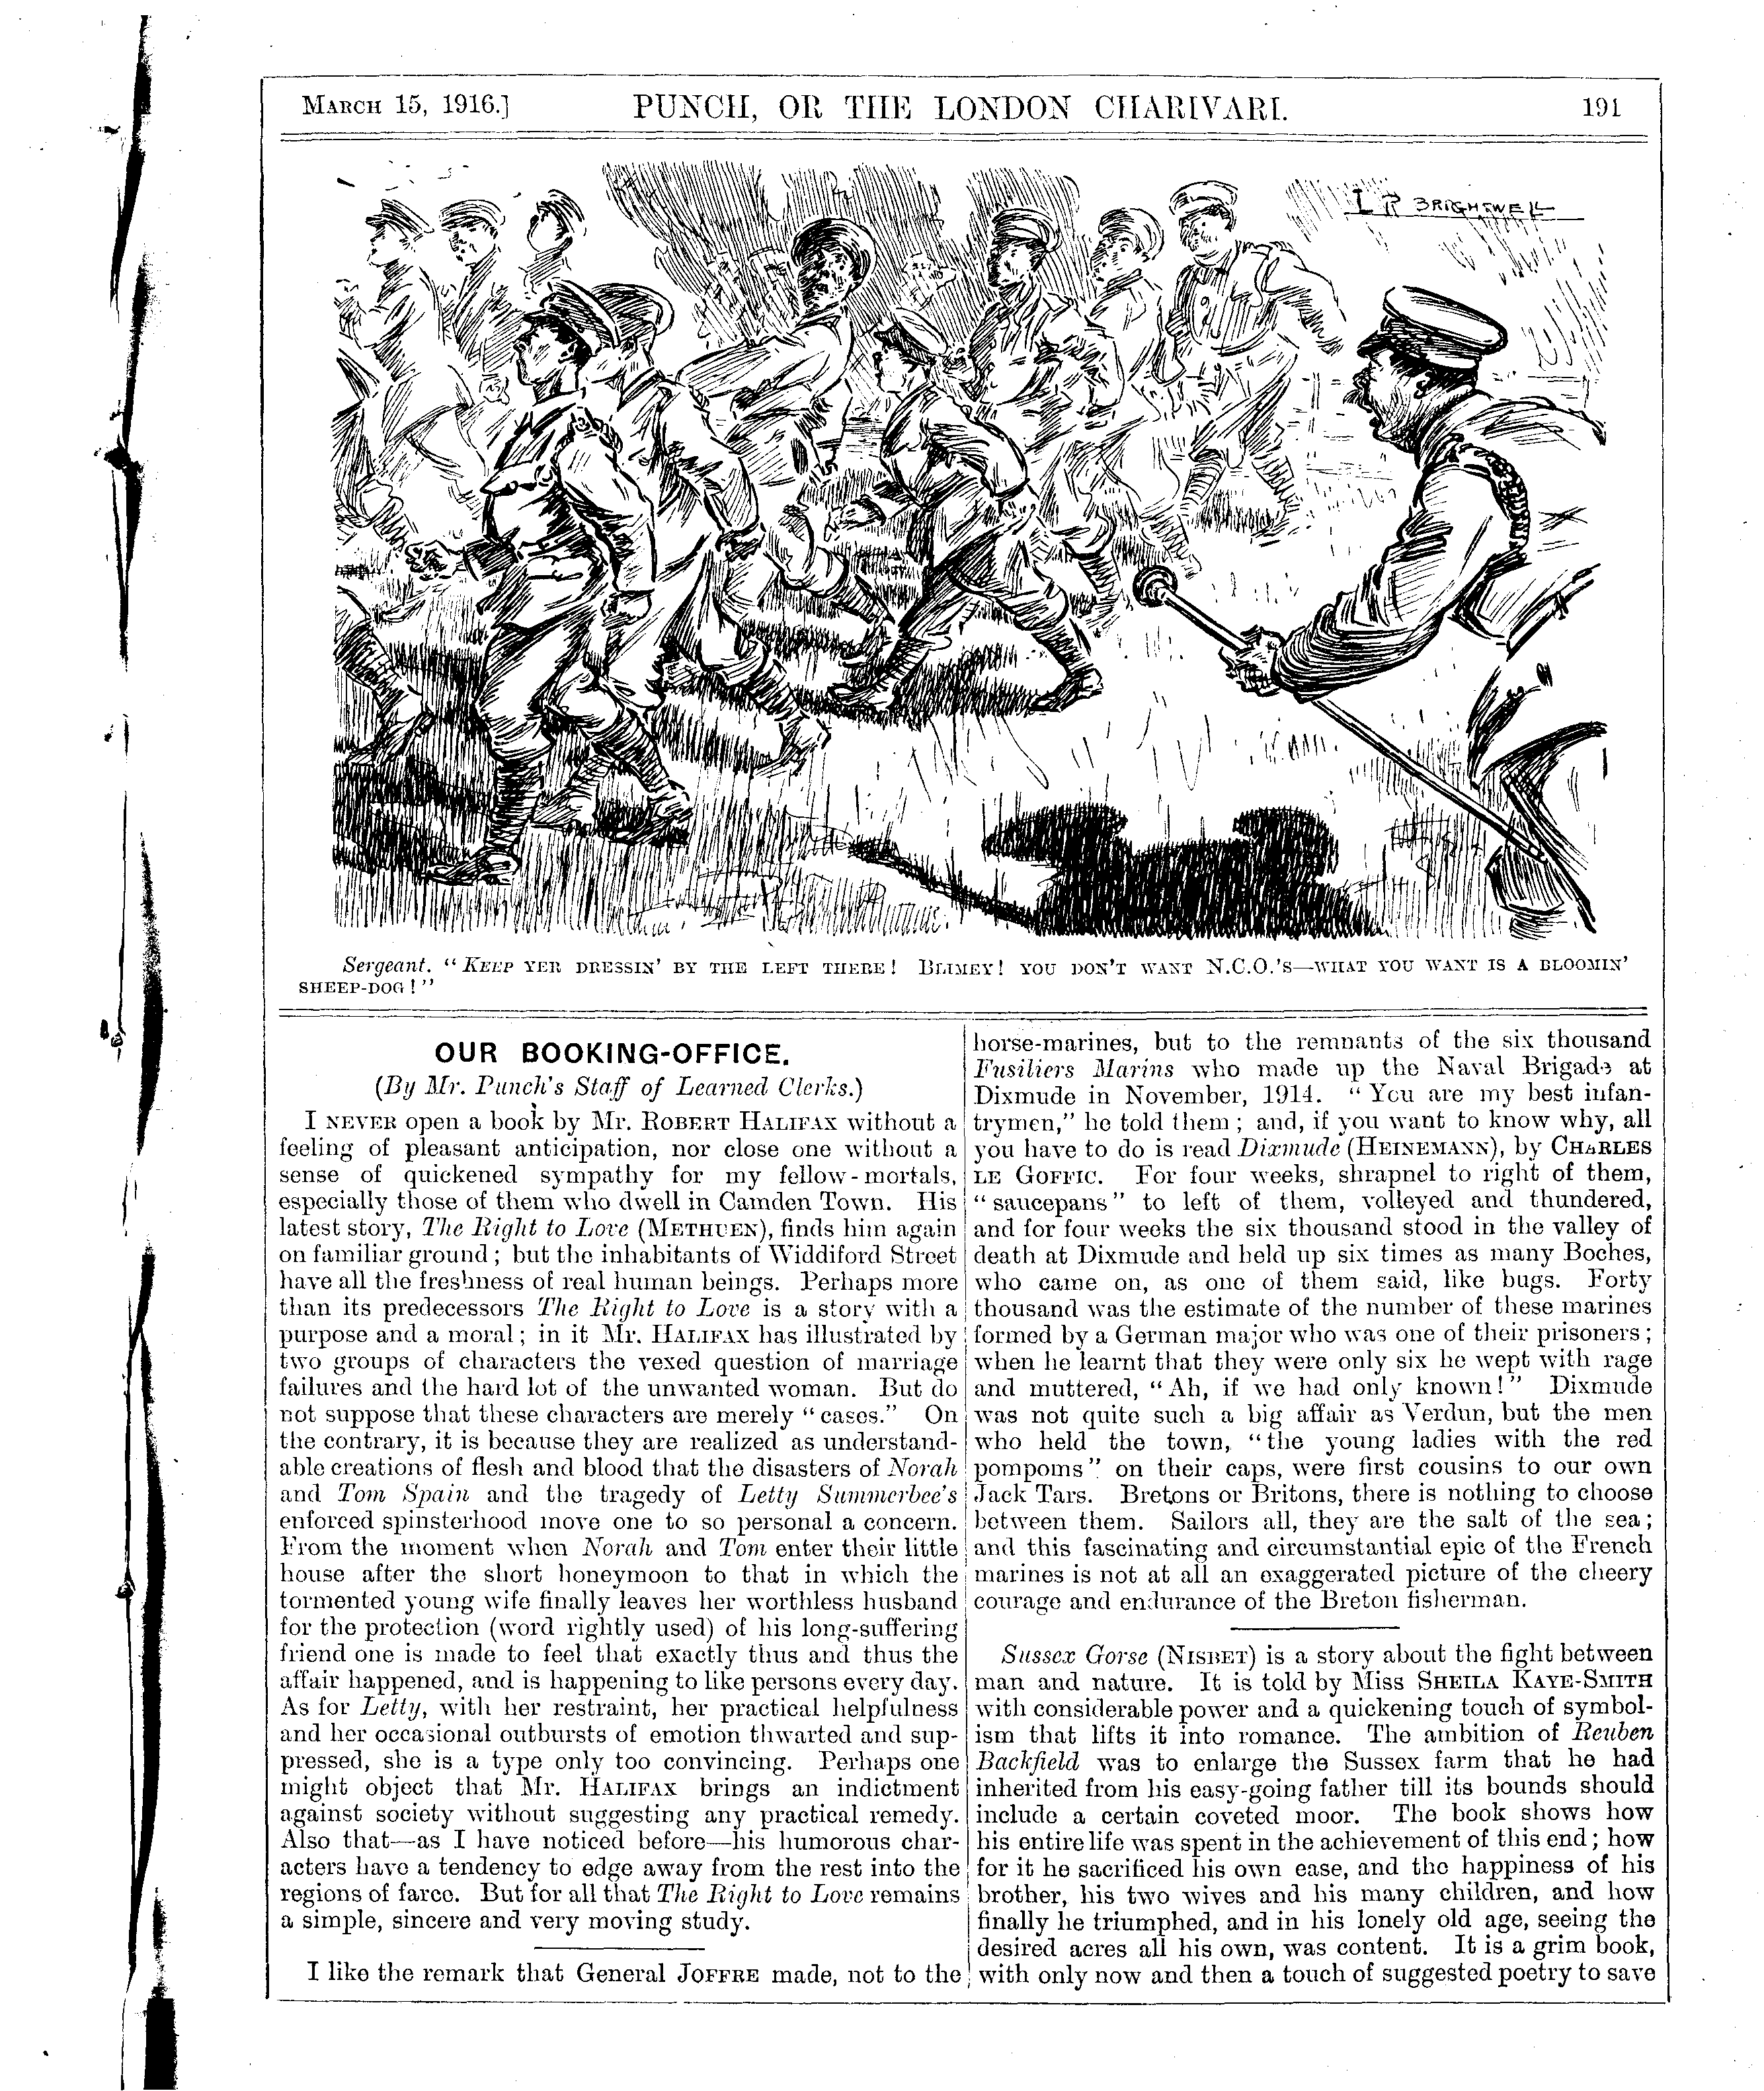 MARCH 15, 1916.] PUNCH, OR THE LONDON CHARIVARI. 191
L R BRIGHTWELL
Sergeant. "KEEP YER DRESSIN' BY THE LEFT THERE! BLIMEY! YOU DON'T WANT N.C.O.'S—WHAT YOU WANT IS A BLOOMIN'
SHEEP-DOG!"
OUR BOOKING-OFFICE.
(By Mr. Punch's Staff of Learned Clerks.)
I NEVER open a book by Mr. ROBERT HALIFAX without a
feeling of pleasant anticipation, nor close one without a
sense of quickened sympathy for my fellow-mortals,
especially those of them who dwell in Camden Town. His
latest story, The Right to Love (METHUEN), finds him again
on familiar ground; but the inhabitants of Widdiford Street
have all the freshness of real human beings. Perhaps more
than its predecessors The Right to Love is a story with a
purpose and a moral; in it Mr. HALIFAX has illustrated by
two groups of characters the vexed question of marriage
failures and the hard lot of the unwanted woman. But do
not suppose that these characters are merely "cases." On
the contrary, it is because they are realized as understand-
able creations of flesh and blood that the disasters of Norah
and Tom Spain and the tragedy of Letty Summerbee's
enforced spinsterhood move one to so personal a concern.
From the moment when Norah and Tom enter their little
house after the short honeymoon to that in which the
tormented young wife finally leaves her worthless husband
for the protection (word rightly used) of his long-suffering
friend one is made to feel that exactly thus and thus the
affair happened, and is happening to like persons every day.
As for Letty, with her restraint, her practical helpfulness
and her occasional outbursts of emotion thwarted and sup-
pressed, she is a type only too convincing. Perhaps one
might object that Mr. HALIFAX brings an indictment
against society without suggesting any practical remedy.
Also that—as I have noticed before—his humorous char-
acters have a tendency to edge away from the rest into the
regions of farce. But for all that The Right to Love remains
a simple, sincere and very moving study.
I like the remark that General JOFFRE made, not to the
horse-marines, but to the remnants of the six thousand
Fusiliers Marins who made up the Naval Brigade at
Dixmude in November, 1914. "You are my best infan-
trymen," he told them; and, if you want to know why, all
you have to do is read Dixmude (HEINEMANN), by CHARLES
LE GOFFIC. For four weeks, shrapnel to right of them,
"saucepans" to left of them, volleyed and thundered,
and for four weeks the six thousand stood in the valley of
death at Dixmude and held up six times as many Boches,
who came on, as one of them said, like bugs. Forty
thousand was the estimate of the number of these marines
formed by a German major who was one of their prisoners;
when he learnt that they were only six he wept with rage
and muttered, "Ah, if we had only known!" Dixmude
was not quite such a big affair as Verdun, but the men
who held the town, "the young ladies with the red
pompoms" on their caps, were first cousins to our own
Jack Tars. Bretons or Britons, there is nothing to choose
between them. Sailors all, they are the salt of the sea;
and this fascinating and circumstantial epic of the French
marines is not at all an exaggerated picture of the cheery
courage and endurance of the Breton fisherman.
Sussex Gorse (NISBET) is a story about the fight between
man and nature. It is told by Miss SHEILA KAYE-SMITH
with considerable power and a quickening touch of symbol-
ism that lifts it into romance. The ambition of Reuben
Backfield was to enlarge the Sussex farm that he had
inherited from his easy-going father till its bounds should
include a certain coveted moor. The book shows how
his entire life was spent in the achievement of this end; how
for it he sacrificed his own ease, and the happiness of his
brother, his two wives and his many children, and how
finally he triumphed, and in his lonely old age, seeing the
desired acres all his own, was content. It is a grim book,
with only now and then a touch of suggested poetry to save